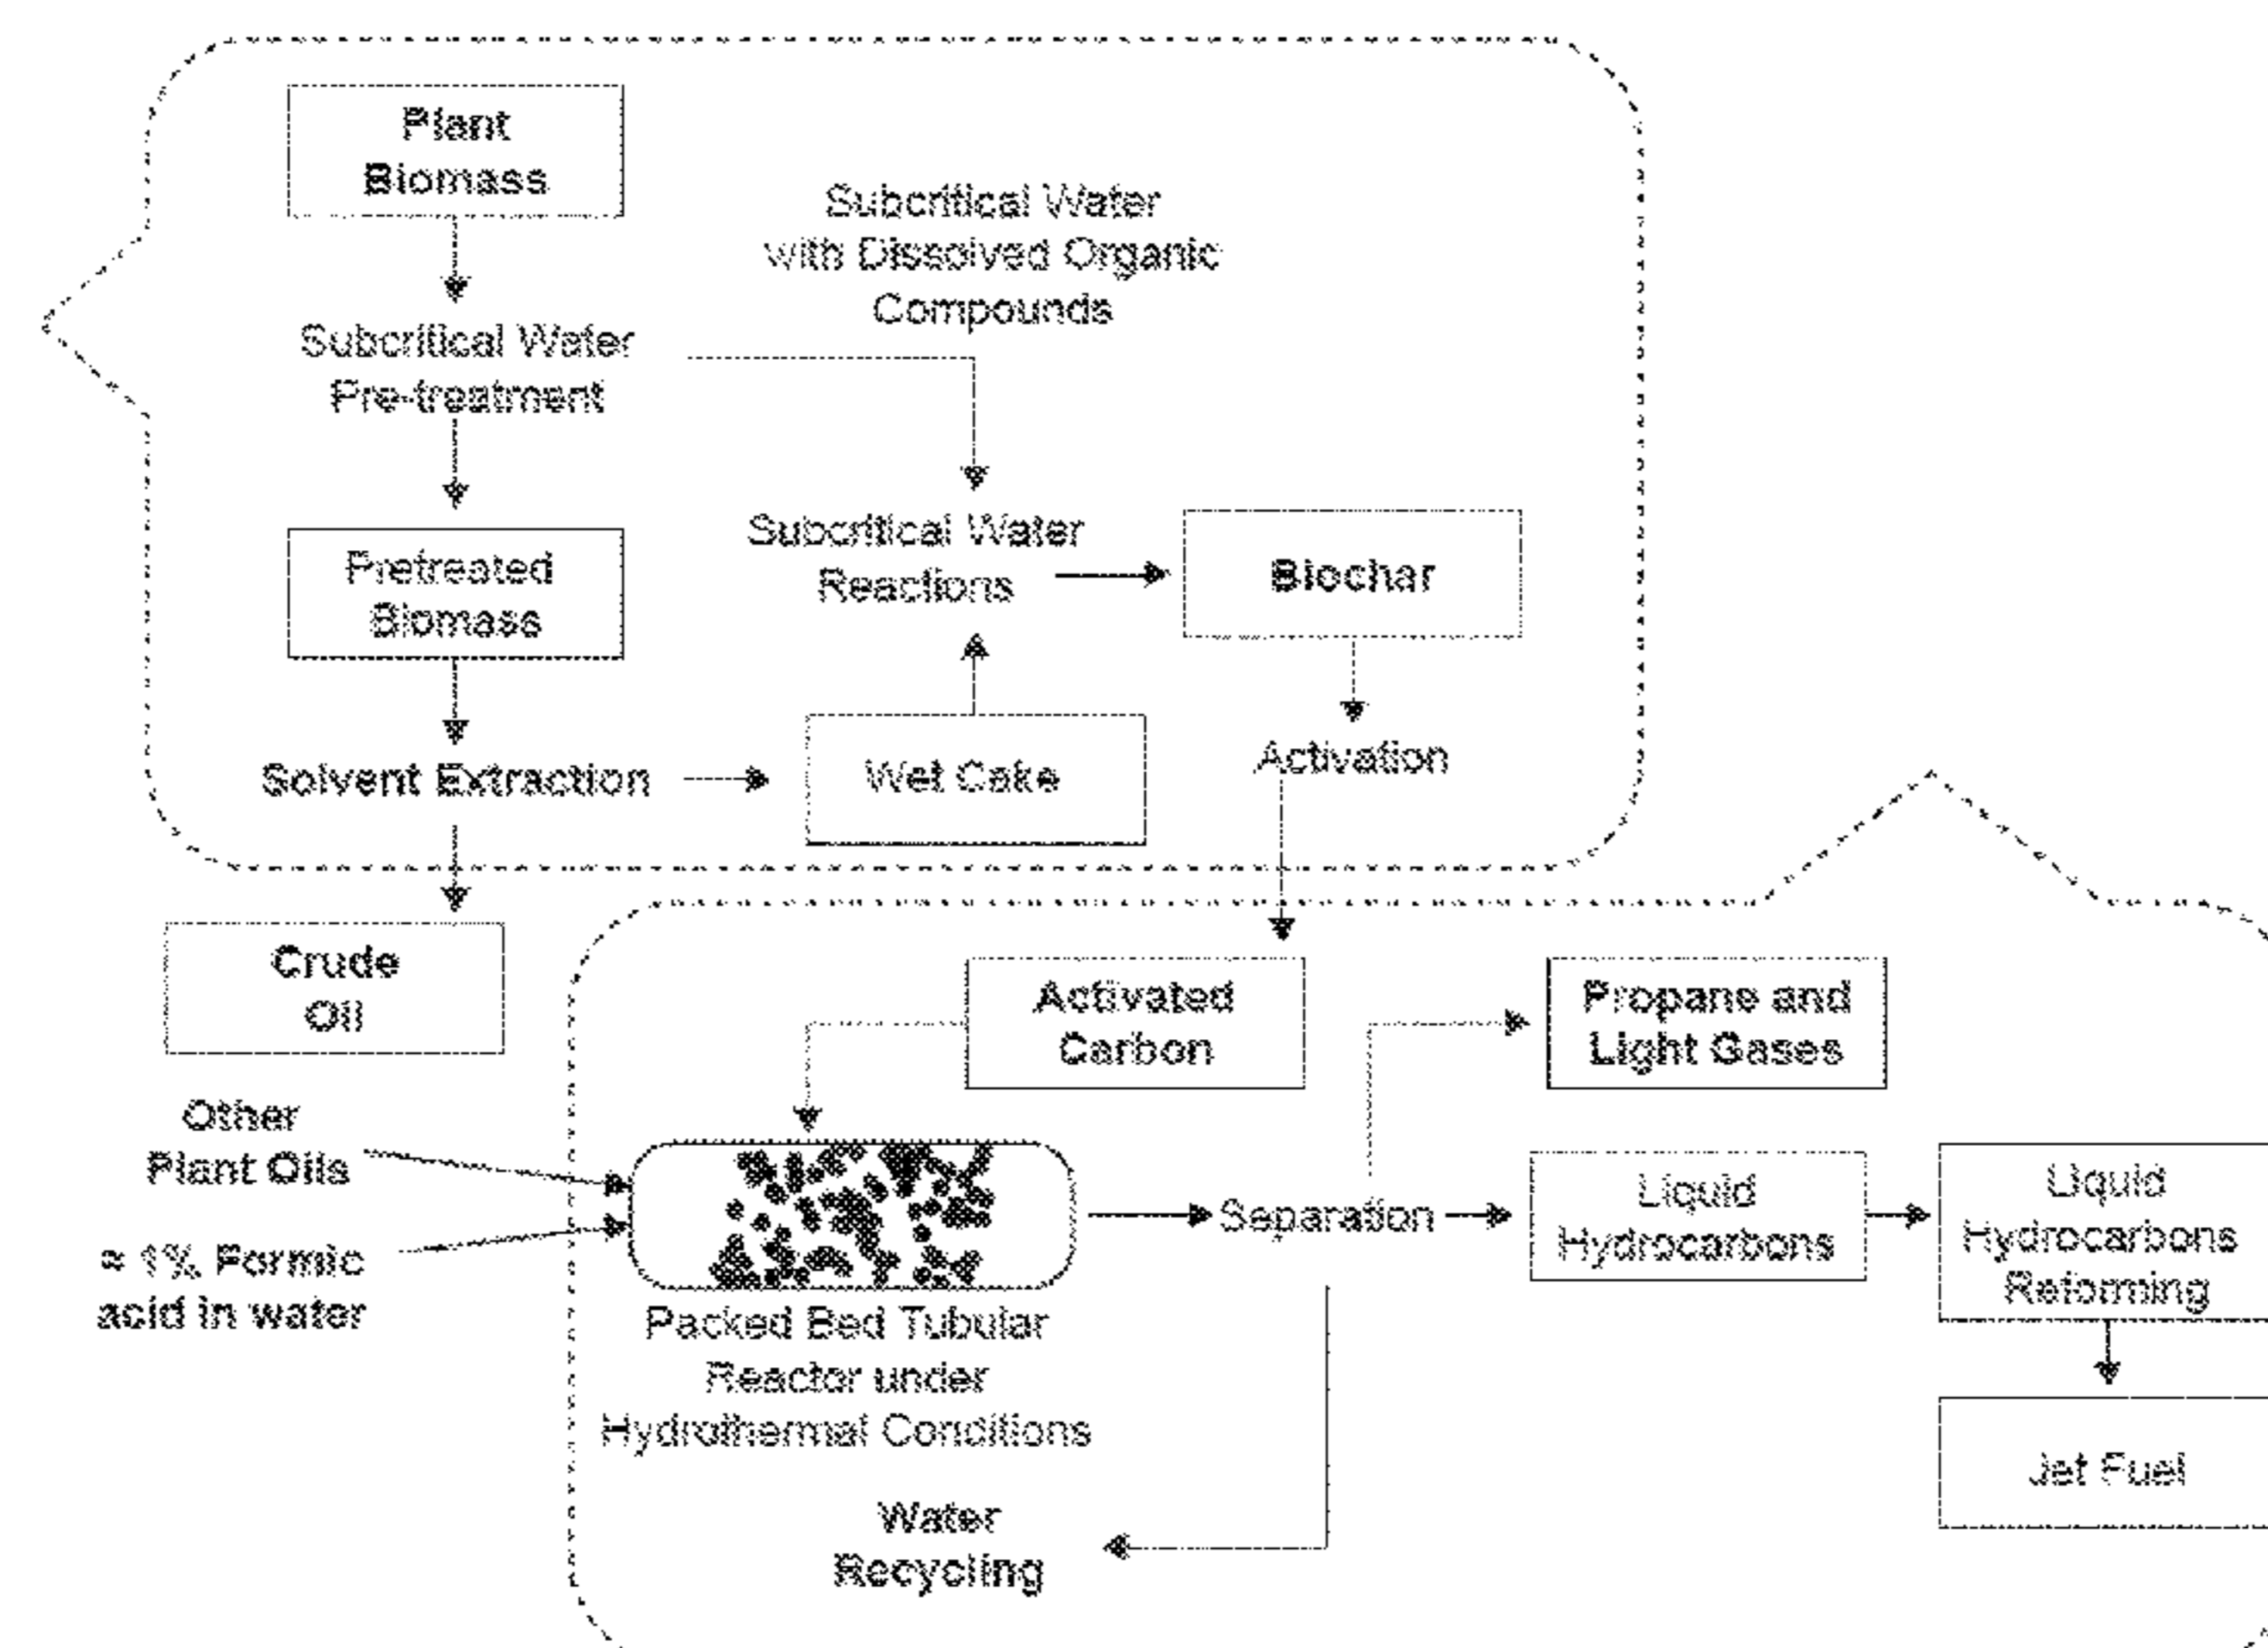 Plant
Biomass
Subcritical Water
with Dissolved Organic
Compounds
Subcritical Water
Pre-treatment
Pretreated
Biomass
Subcritical Water
Reactions
Biochar
Solvent Extraction
Wet Cake
Activation
Crude
Oil
Activated
Carbon
Propane and
Light Gases
Other
Plant Oils
≈ 1% Formic
acid in water
Packed Bed Tubular
Reactor under
Hydrothermal Conditions
Separation
Liquid
Hydrocarbons
Liquid
Hydrocarbons
Reforming
Jet Fuel
Water
Recycling